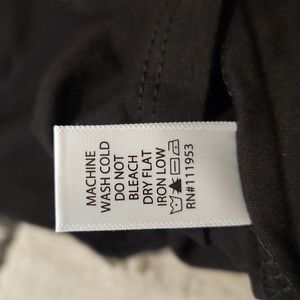 MACHINE
WASH COLD
DO NOT
BLEACH
DRY FLAT
IRON LOW
RN#111953